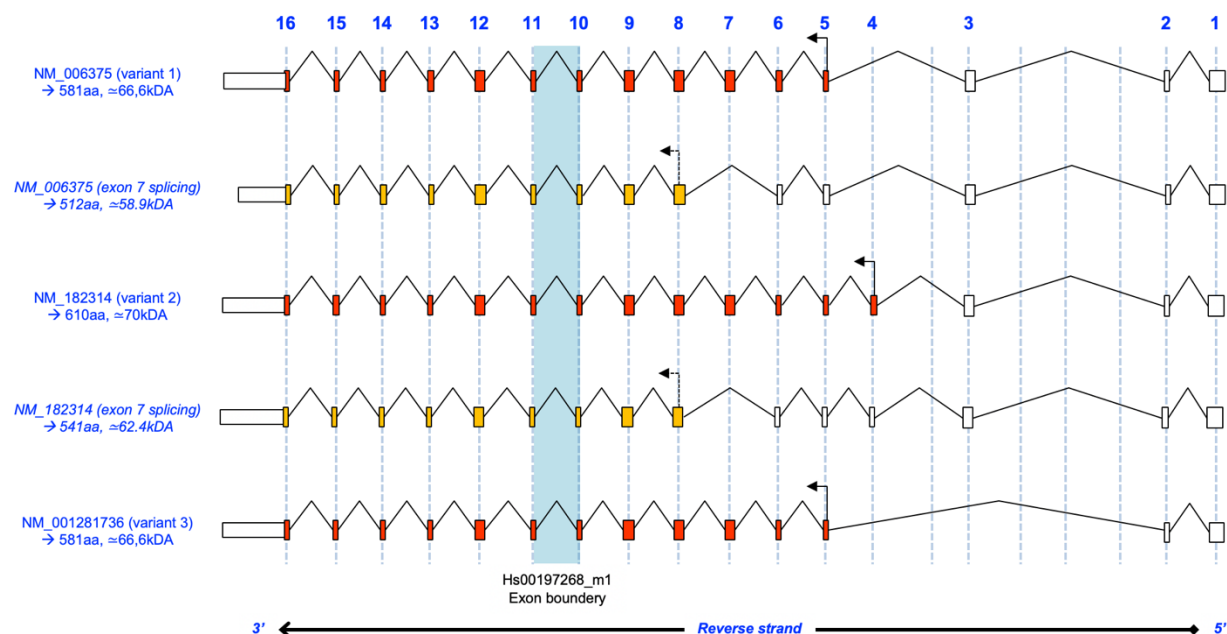 16 15 14 13 12 11 10 9 8 7 6 5 4 3 2 1
NM_006375 (variant 1)
→ 581aa, ≃66,6kDA
NM_006375 (exon 7 splicing)
→ 512aa, ≃58.9kDA
NM_182314 (variant 2)
→ 610aa, ≃70kDA
NM_182314 (exon 7 splicing)
→ 541aa, ≃62.4kDA
NM_001281736 (variant 3)
→ 581aa, ≃66,6kDA
Hs00197268_m1
Exon boundery
3' Reverse strand 5'